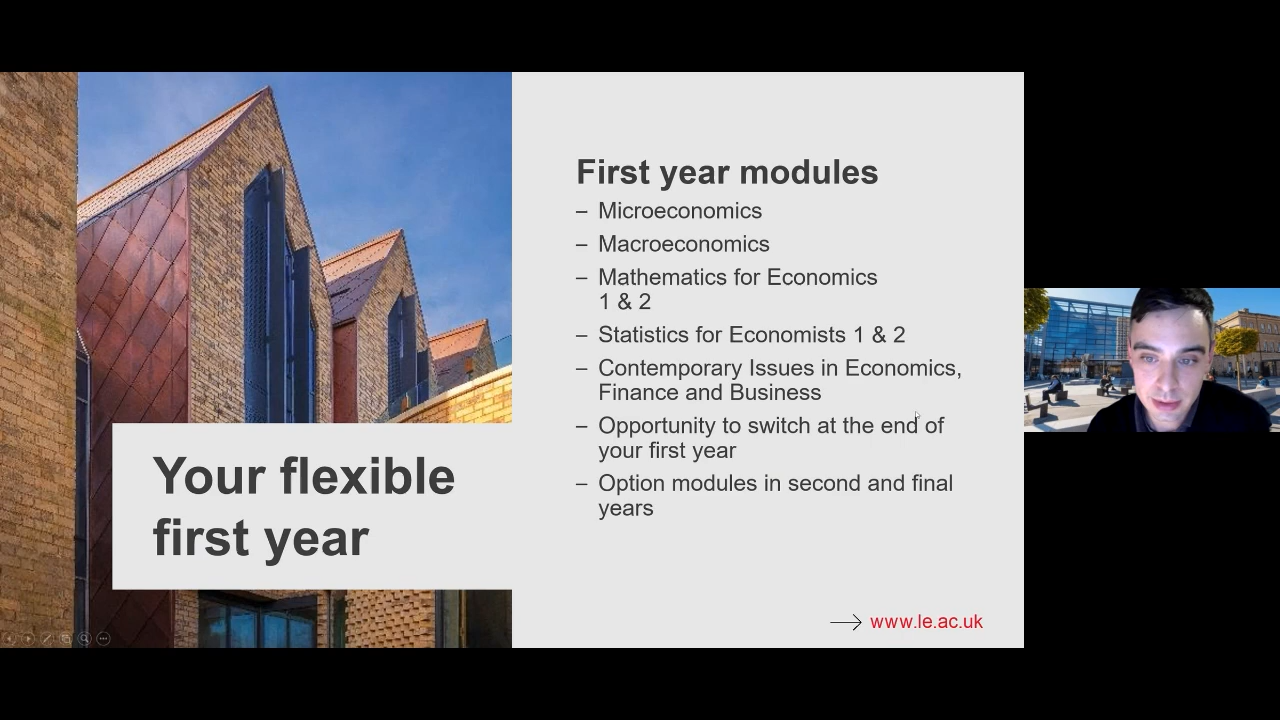 Your flexible
first year
First year modules
– Microeconomics
– Macroeconomics
– Mathematics for Economics
1 & 2
– Statistics for Economists 1 & 2
– Contemporary Issues in Economics,
Finance and Business
– Opportunity to switch at the end of
your first year
– Option modules in second and final
years
www.le.ac.uk